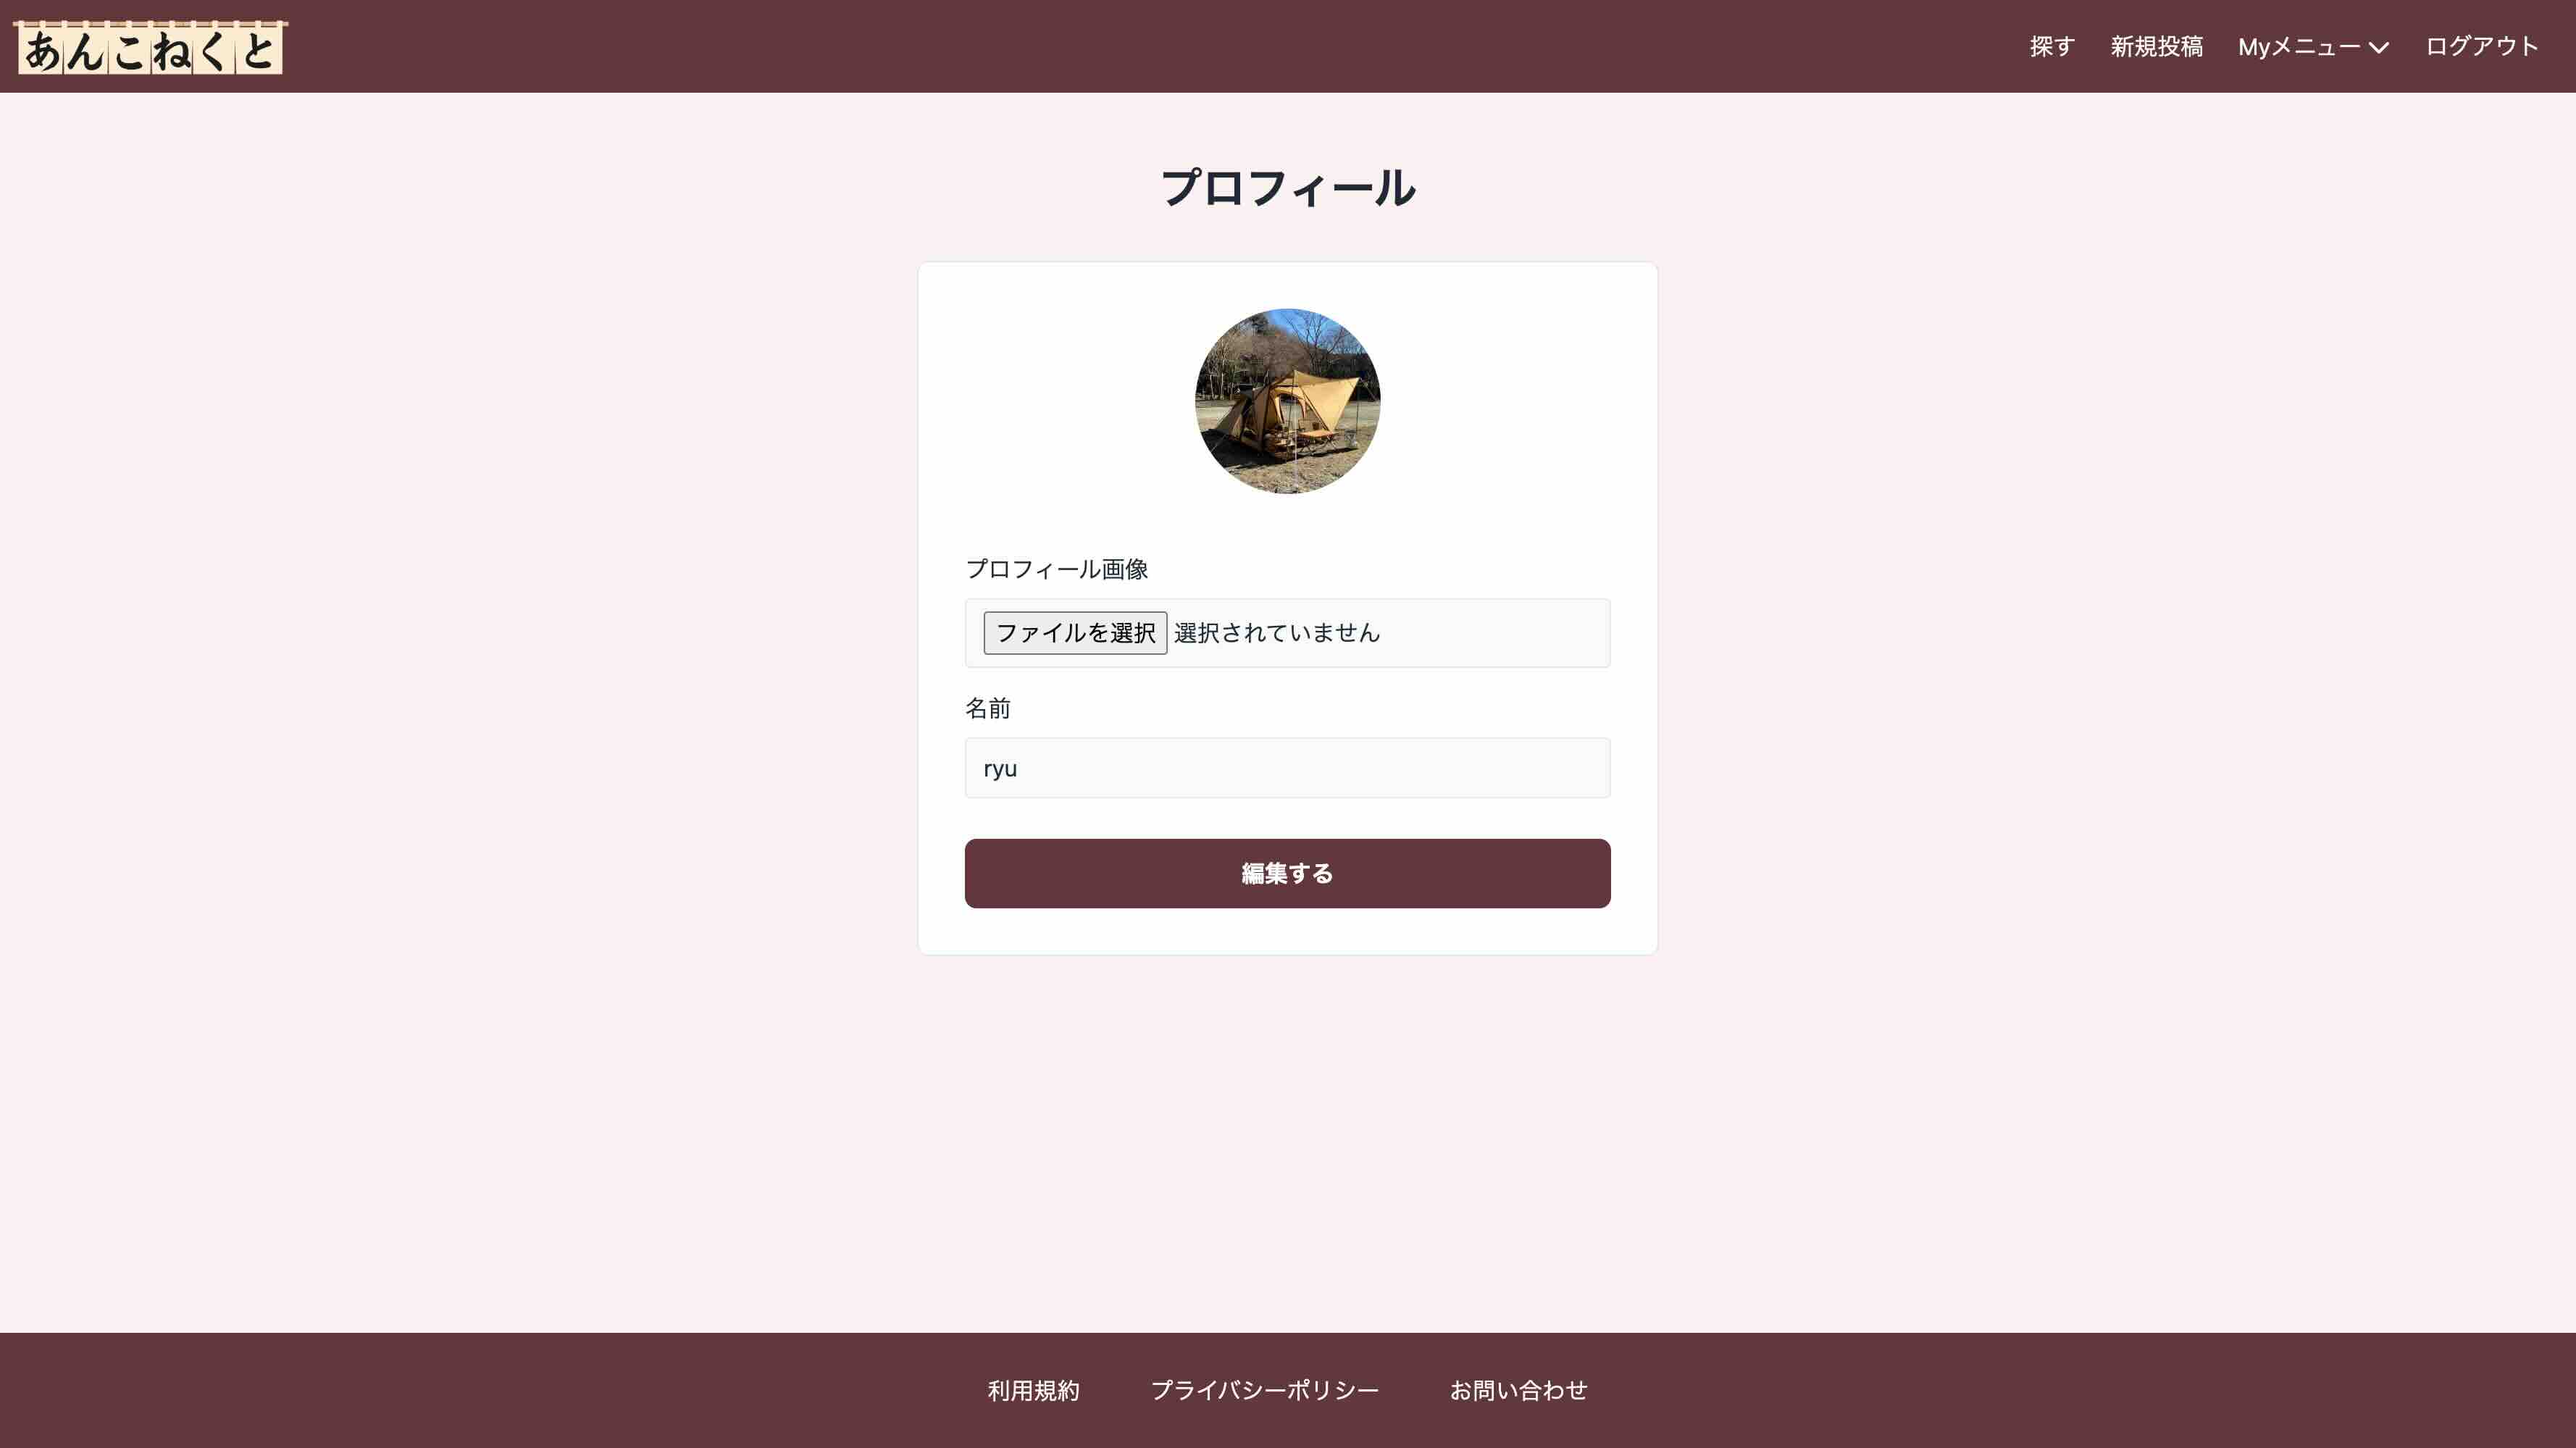 あんこねくと
探す 新規投稿 Myメニュー ログアウト
プロフィール
プロフィール画像
ファイルを選択 選択されていません
名前
ryu
編集する
利用規約 プライバシーポリシー お問い合わせ